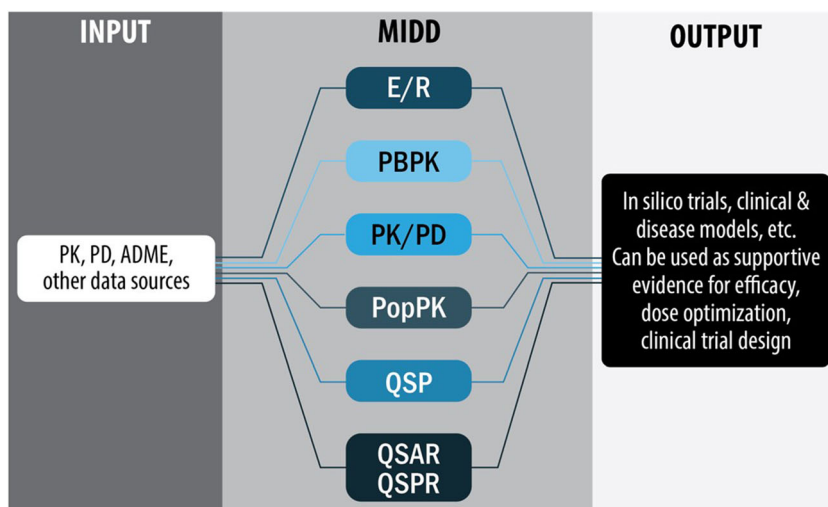 INPUT
MIDD
OUTPUT
PK, PD, ADME,
other data sources
E/R
PBPK
PK/PD
PopPK
QSP
QSAR
QSPR
In silico trials, clinical &
disease models, etc.
Can be used as supportive
evidence for efficacy,
dose optimization,
clinical trial design